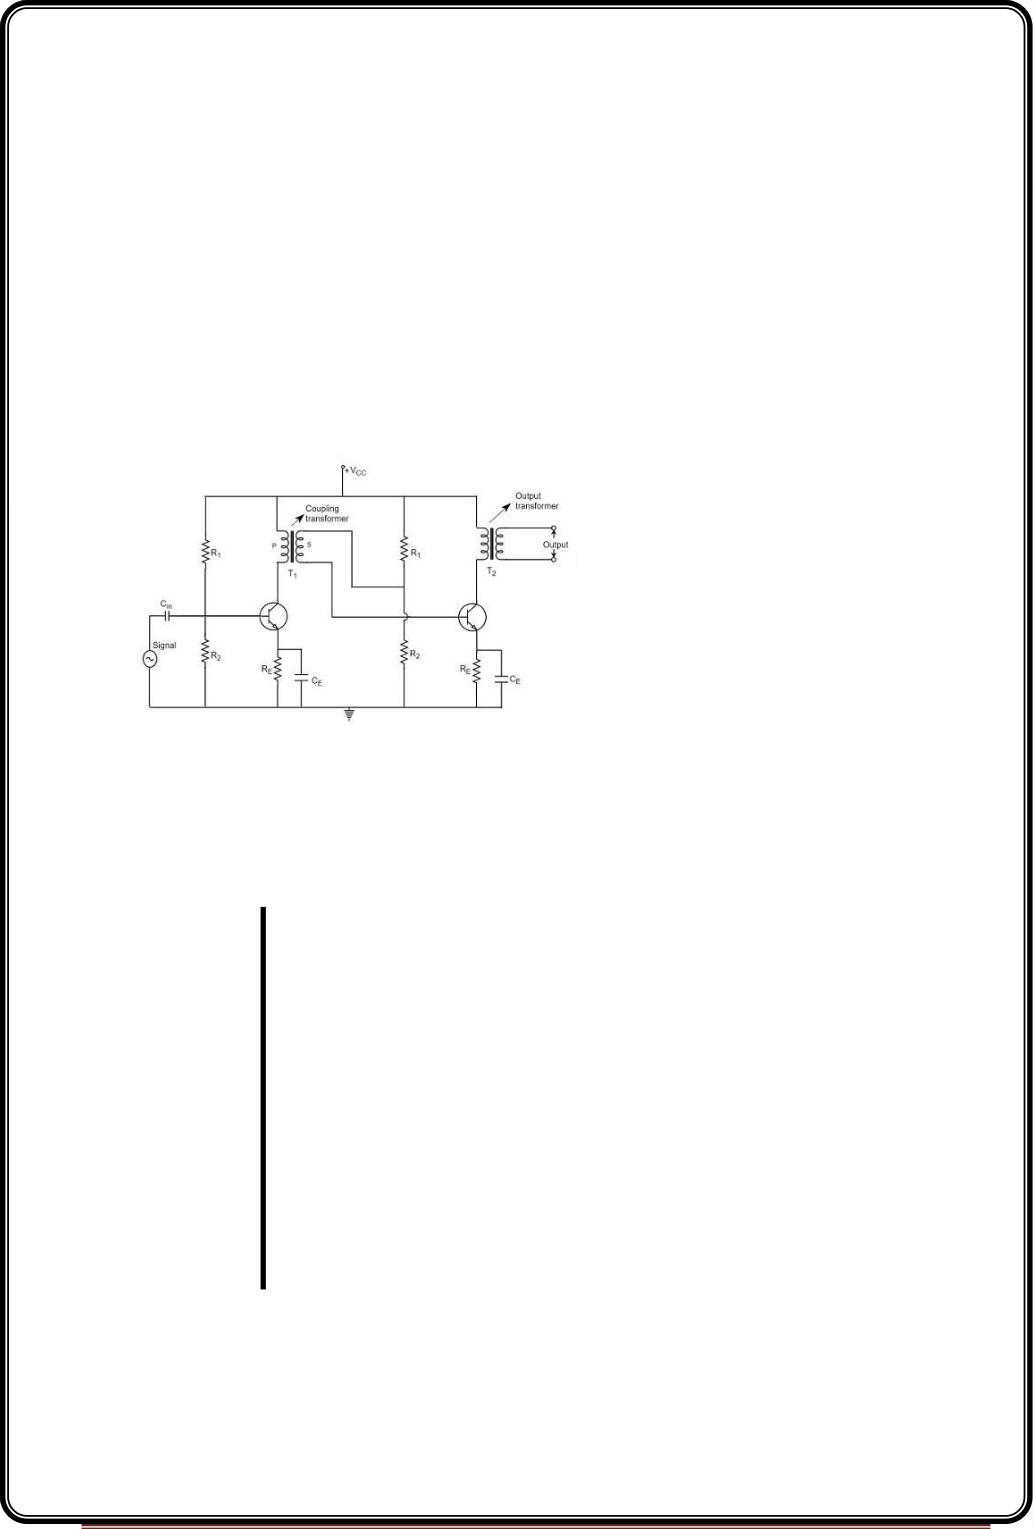 +VCC
Output
transformer
Coupling
transformer
P
S
R1
T1
R1
T2
Output
Cin
Signal
R2
RE
CE
R2
RE
CE